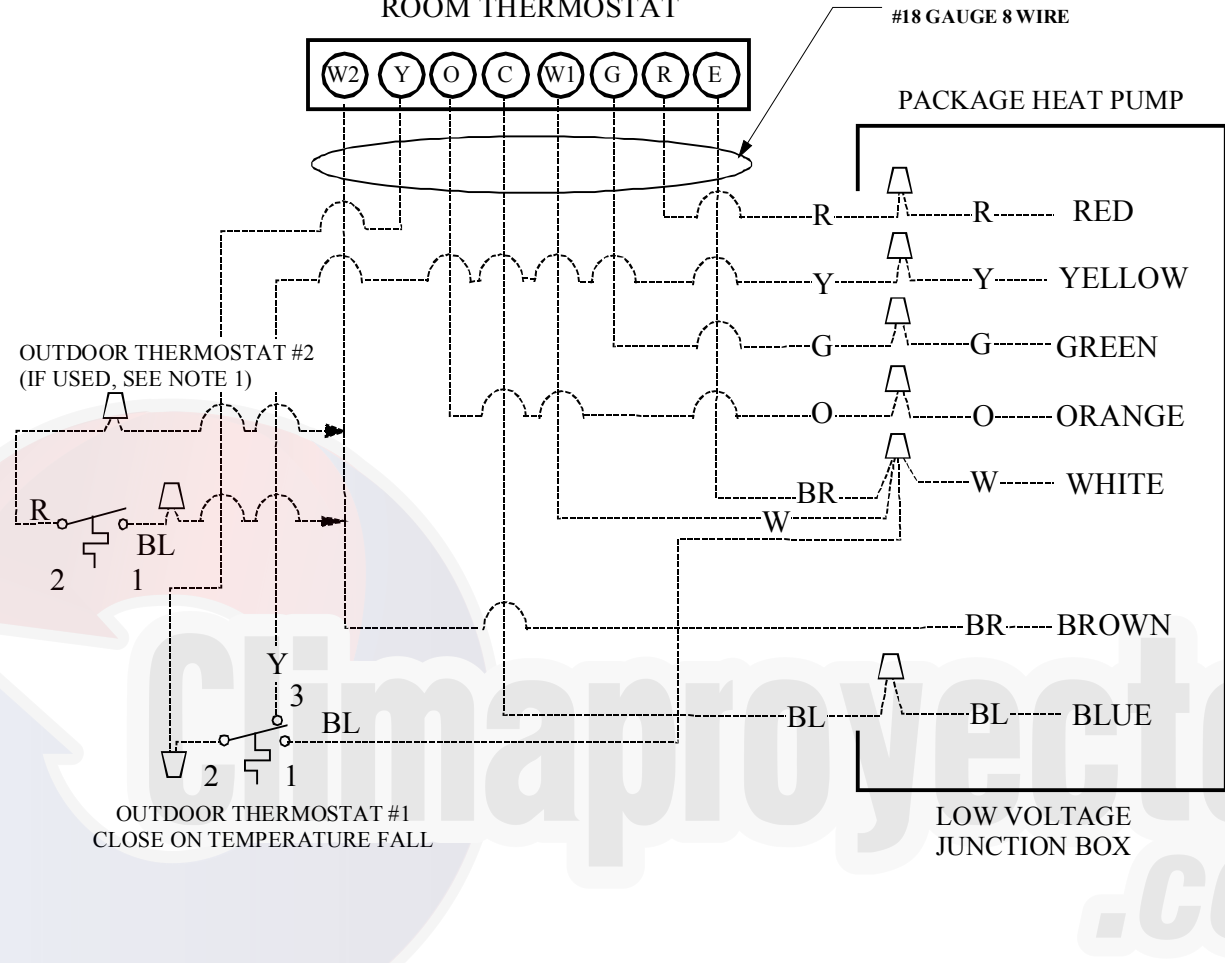 ROOM THERMOSTAT
#18 GAUGE 8 WIRE
W2 Y O C W1 G R E
PACKAGE HEAT PUMP
R R RED
Y Y YELLOW
OUTDOOR THERMOSTAT #2
(IF USED, SEE NOTE 1)
G G GREEN
O O ORANGE
W WHITE
BR
W
R
BL
2 1
BR BROWN
Y
3
BL
BL BL BLUE
2 1
OUTDOOR THERMOSTAT #1
CLOSE ON TEMPERATURE FALL
LOW VOLTAGE
JUNCTION BOX
Climaproyecto
.co